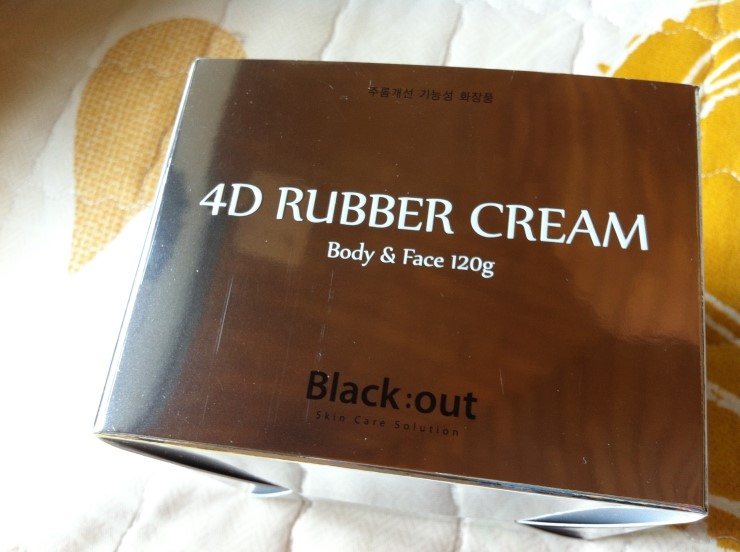 주름개선 기능성 화장품
4D RUBBER CREAM
Body & Face 120g
Black:out
Skin Care Solution